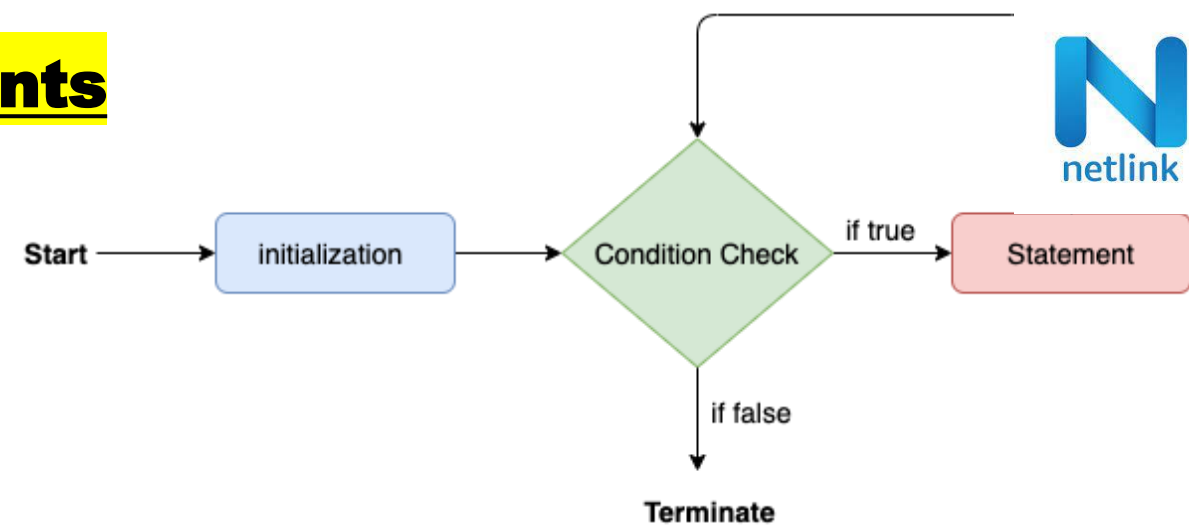 nts
netlink
if true
Start
initialization
Condition Check
Statement
if false
Terminate